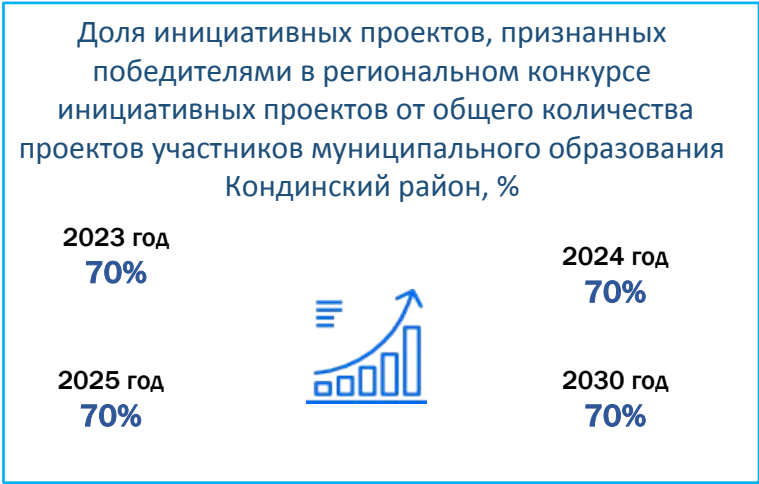 Доля инициативных проектов, признанных
победителями в региональном конкурсе
инициативных проектов от общего количества
проектов участников муниципального образования
Кондинский район, %
2023 год
70%
2024 год
70%
2025 год
70%
2030 год
70%